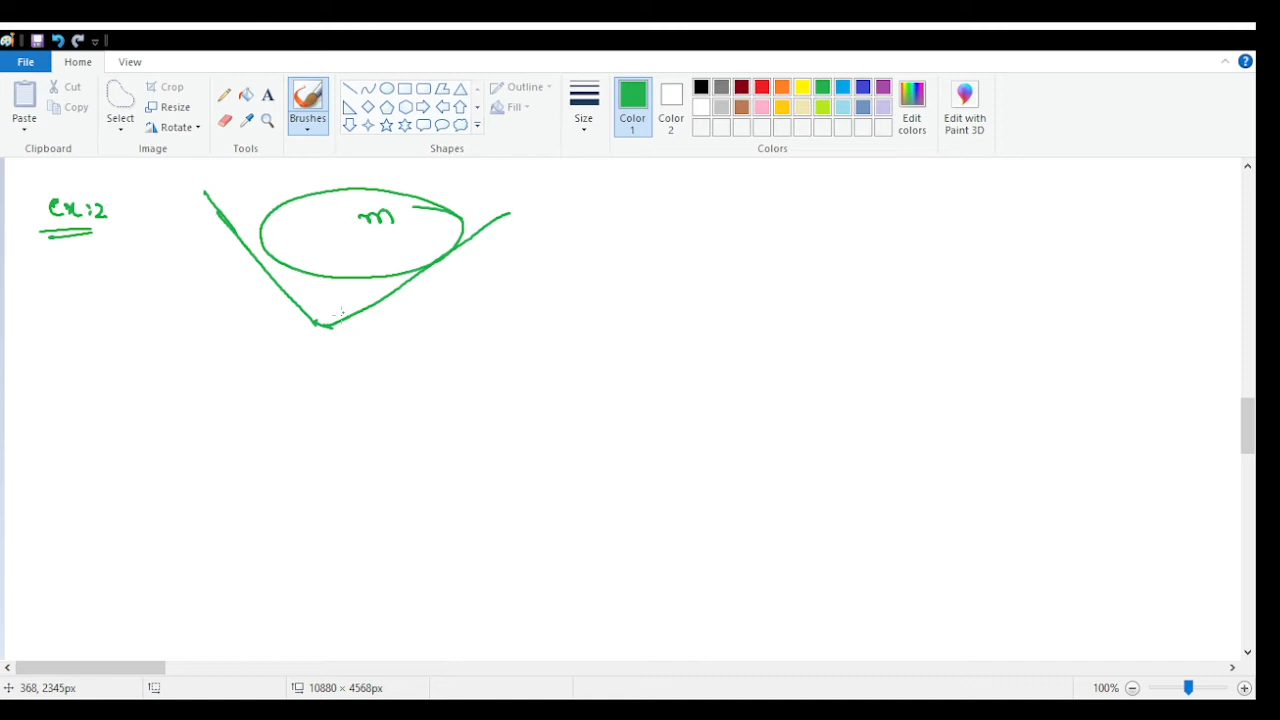 File Home View
Cut Crop Outline
Paste Copy Select Resize Brushes Fill Size Color 1 Color 2 Edit colors Edit with Paint 3D
Rotate
Clipboard Image Tools Shapes Colors
ex:2
m
368, 2345px 10880 × 4568px 100%